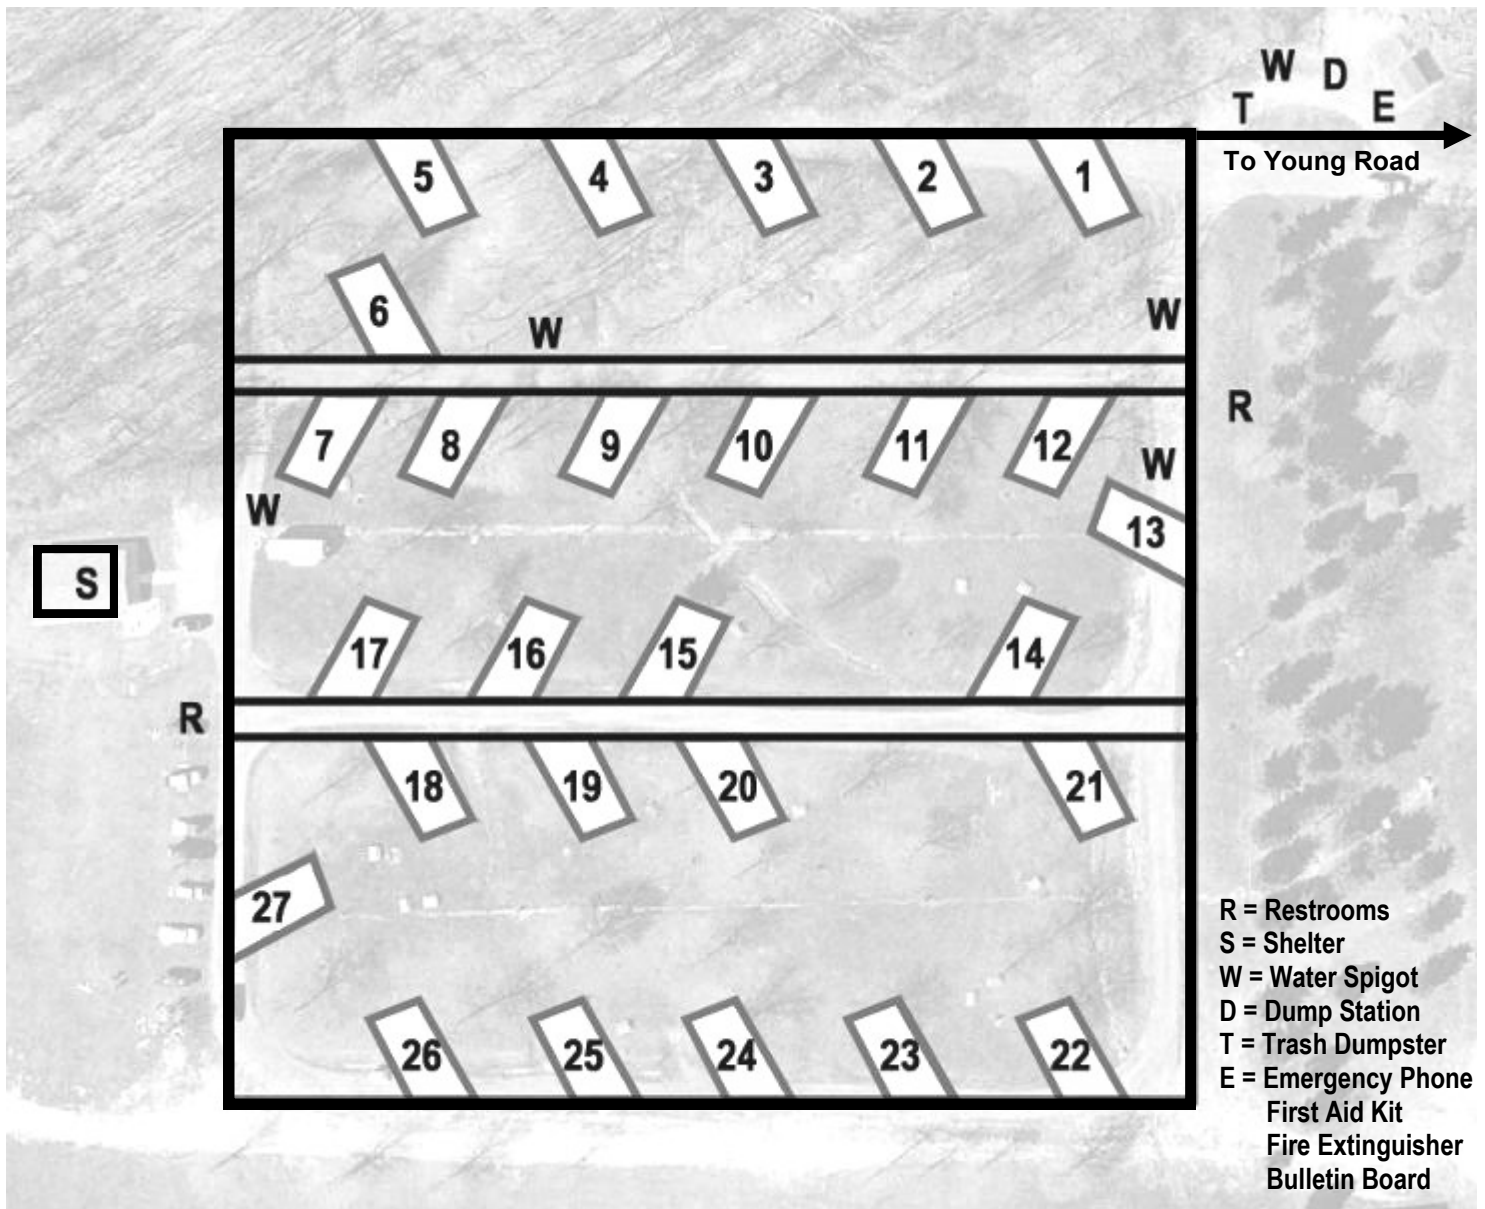 W D
T E
To Young Road
5 4 3 2 1
6 W W
R
7 8 9 10 11 12
W
W 13
S
17 16 15 14
R
18 19 20 21
27
R = Restrooms
S = Shelter
W = Water Spigot
D = Dump Station
T = Trash Dumpster
E = Emergency Phone
First Aid Kit
Fire Extinguisher
Bulletin Board
26 25 24 23 22